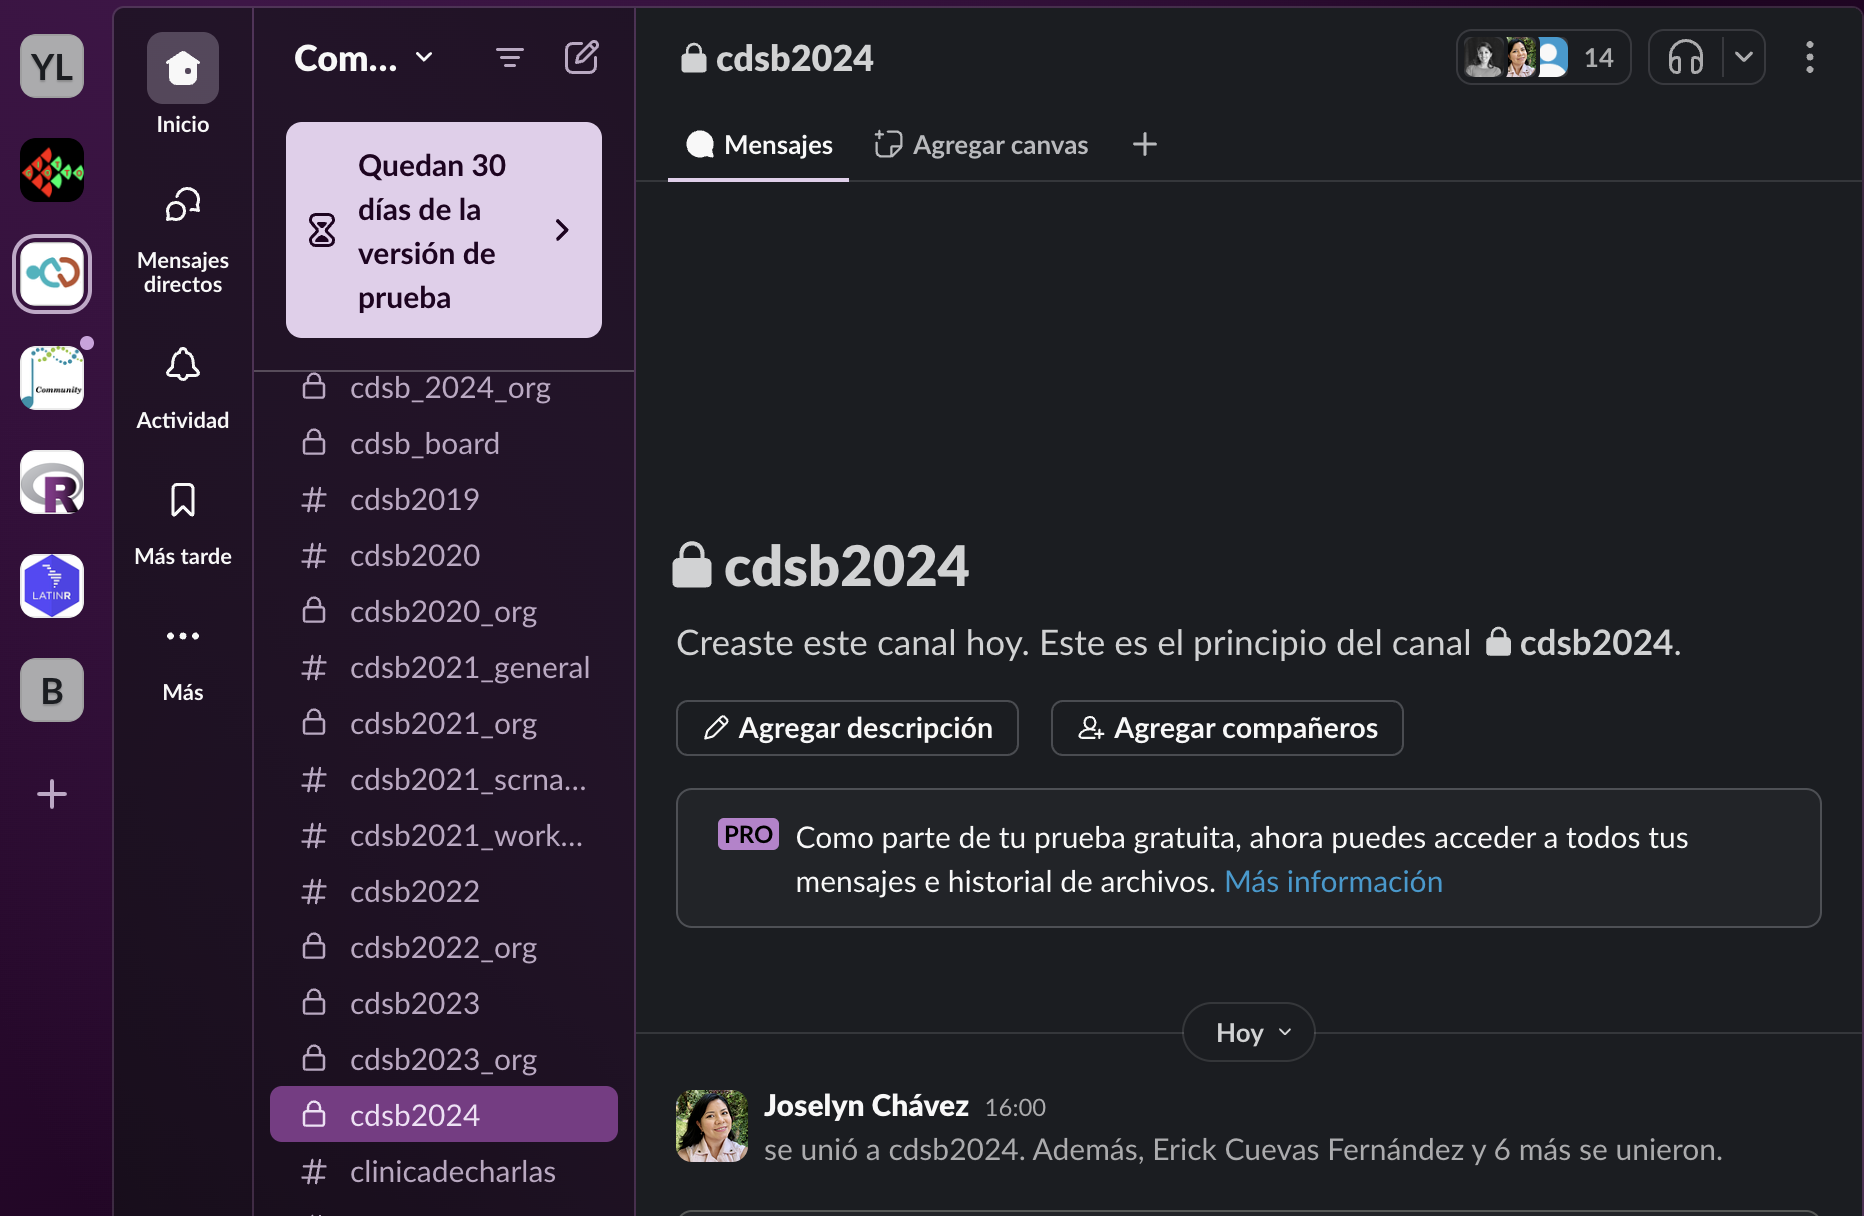 YL
Community
R
LATINR
B
Inicio
Mensajes
directos
Actividad
Más tarde
Más
Com...
Quedan 30
días de la
versión de
prueba
cdsb_2024_org
cdsb_board
# cdsb2019
# cdsb2020
cdsb2020_org
# cdsb2021_general
cdsb2021_org
# cdsb2021_scrna...
# cdsb2021_work...
# cdsb2022
cdsb2022_org
cdsb2023
cdsb2023_org
cdsb2024
# clinicadecharlas
cdsb2024
14
Mensajes
Agregar canvas
cdsb2024
Creaste este canal hoy. Este es el principio del canal cdsb2024.
Agregar descripción
Agregar compañeros
PRO Como parte de tu prueba gratuita, ahora puedes acceder a todos tus
mensajes e historial de archivos. Más información
Hoy
Joselyn Chávez 16:00
se unió a cdsb2024. Además, Erick Cuevas Fernández y 6 más se unieron.